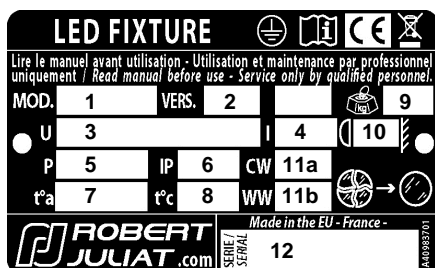 LED FIXTURE CE
Lire le manuel avant utilisation - Utilisation et maintenance par professionnel
uniquement / Read manual before use - Service only by qualified personnel.
MOD. 1 VERS. 2 kg 9
U 3 I 4 10
P 5 IP 6 CW 11a
t°a 7 t°c 8 WW 11b
ROBERT
JULIAT.com
Made in the EU - France -
SERIE/
SERIAL
12
A40983701